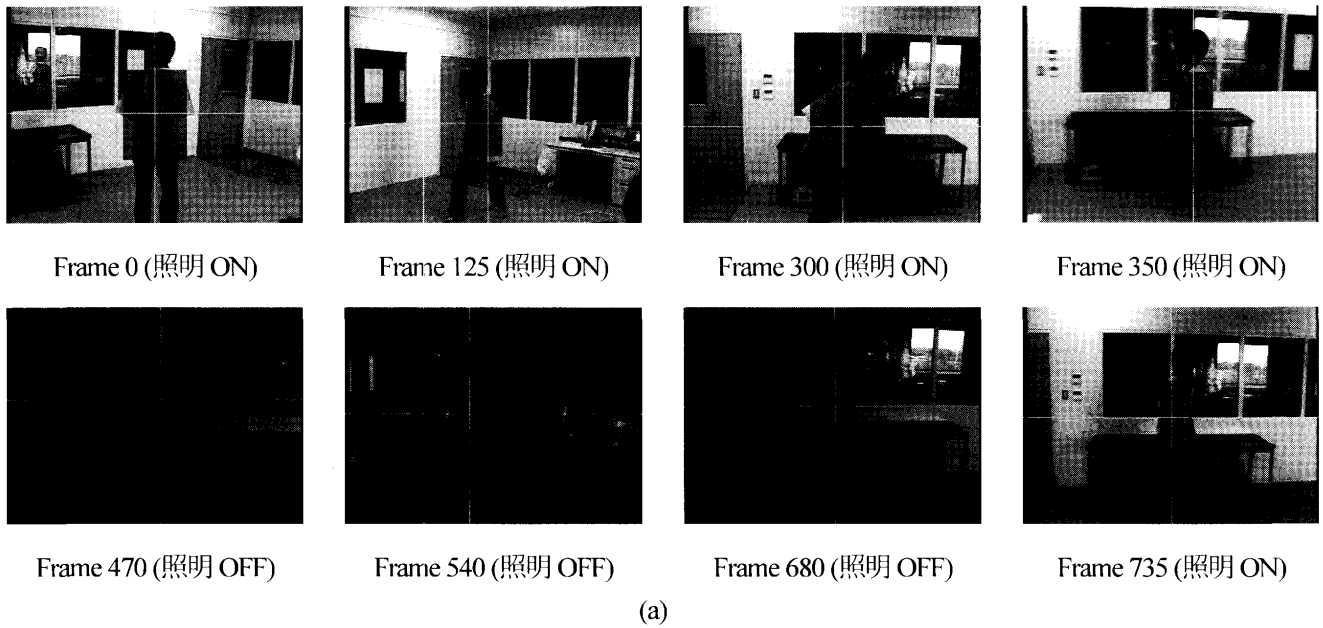 Frame 0 (照明 ON)
Frame 125 (照明 ON)
Frame 300 (照明 ON)
Frame 350 (照明 ON)
Frame 470 (照明 OFF)
Frame 540 (照明 OFF)
Frame 680 (照明 OFF)
Frame 735 (照明 ON)
(a)